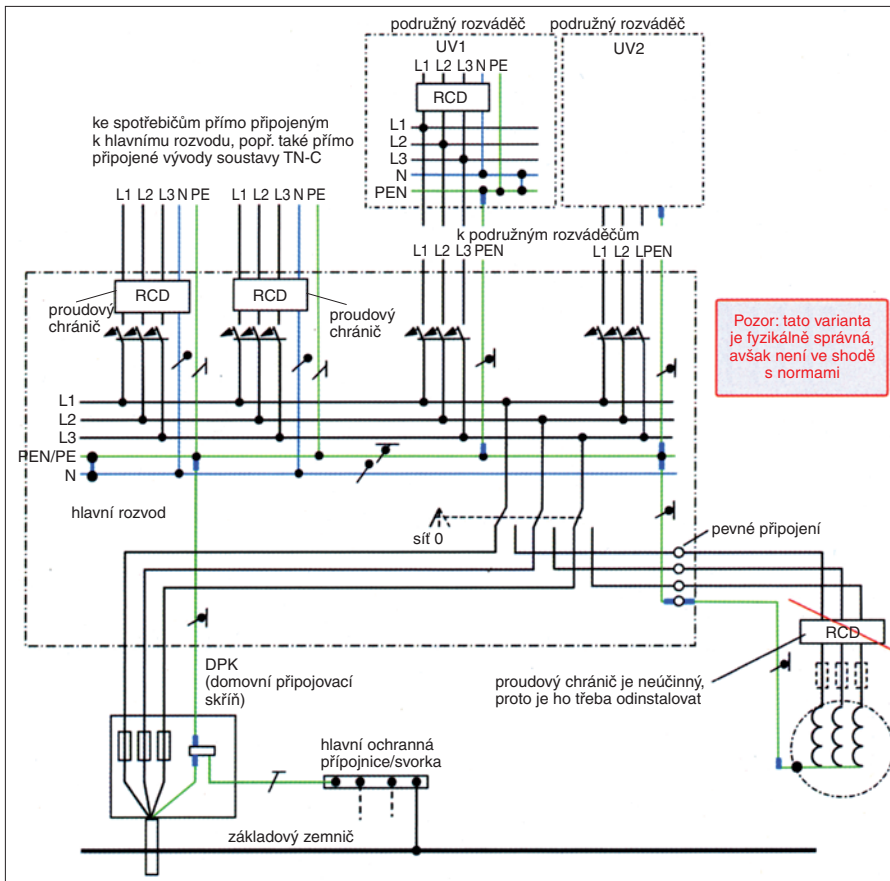 podružný rozváděč
podružný rozváděč
UV1
UV2
L1 L2 L3 N PE
RCD
L1
L2
L3
N
PEN
ke spotřebičům přímo připojeným
k hlavnímu rozvodu, popř. také přímo
připojené vývody soustavy TN-C
L1 L2 L3 N PE
L1 L2 L3 N PE
k podružným rozváděčům
L1 L2 L3 PEN
L1 L2 LPEN
RCD
RCD
proudový
chránič
proudový
chránič
Pozor: tato varianta
je fyzikálně správná,
avšak není ve shodě
s normami
L1
L2
L3
PEN/PE
N
hlavní rozvod
síť 0
pevné připojení
RCD
DPK
(domovní připojovací
skříň)
proudový chránič je neúčinný,
proto je ho třeba odinstalovat
hlavní ochranná
přípojnice/svorka
základový zemnič